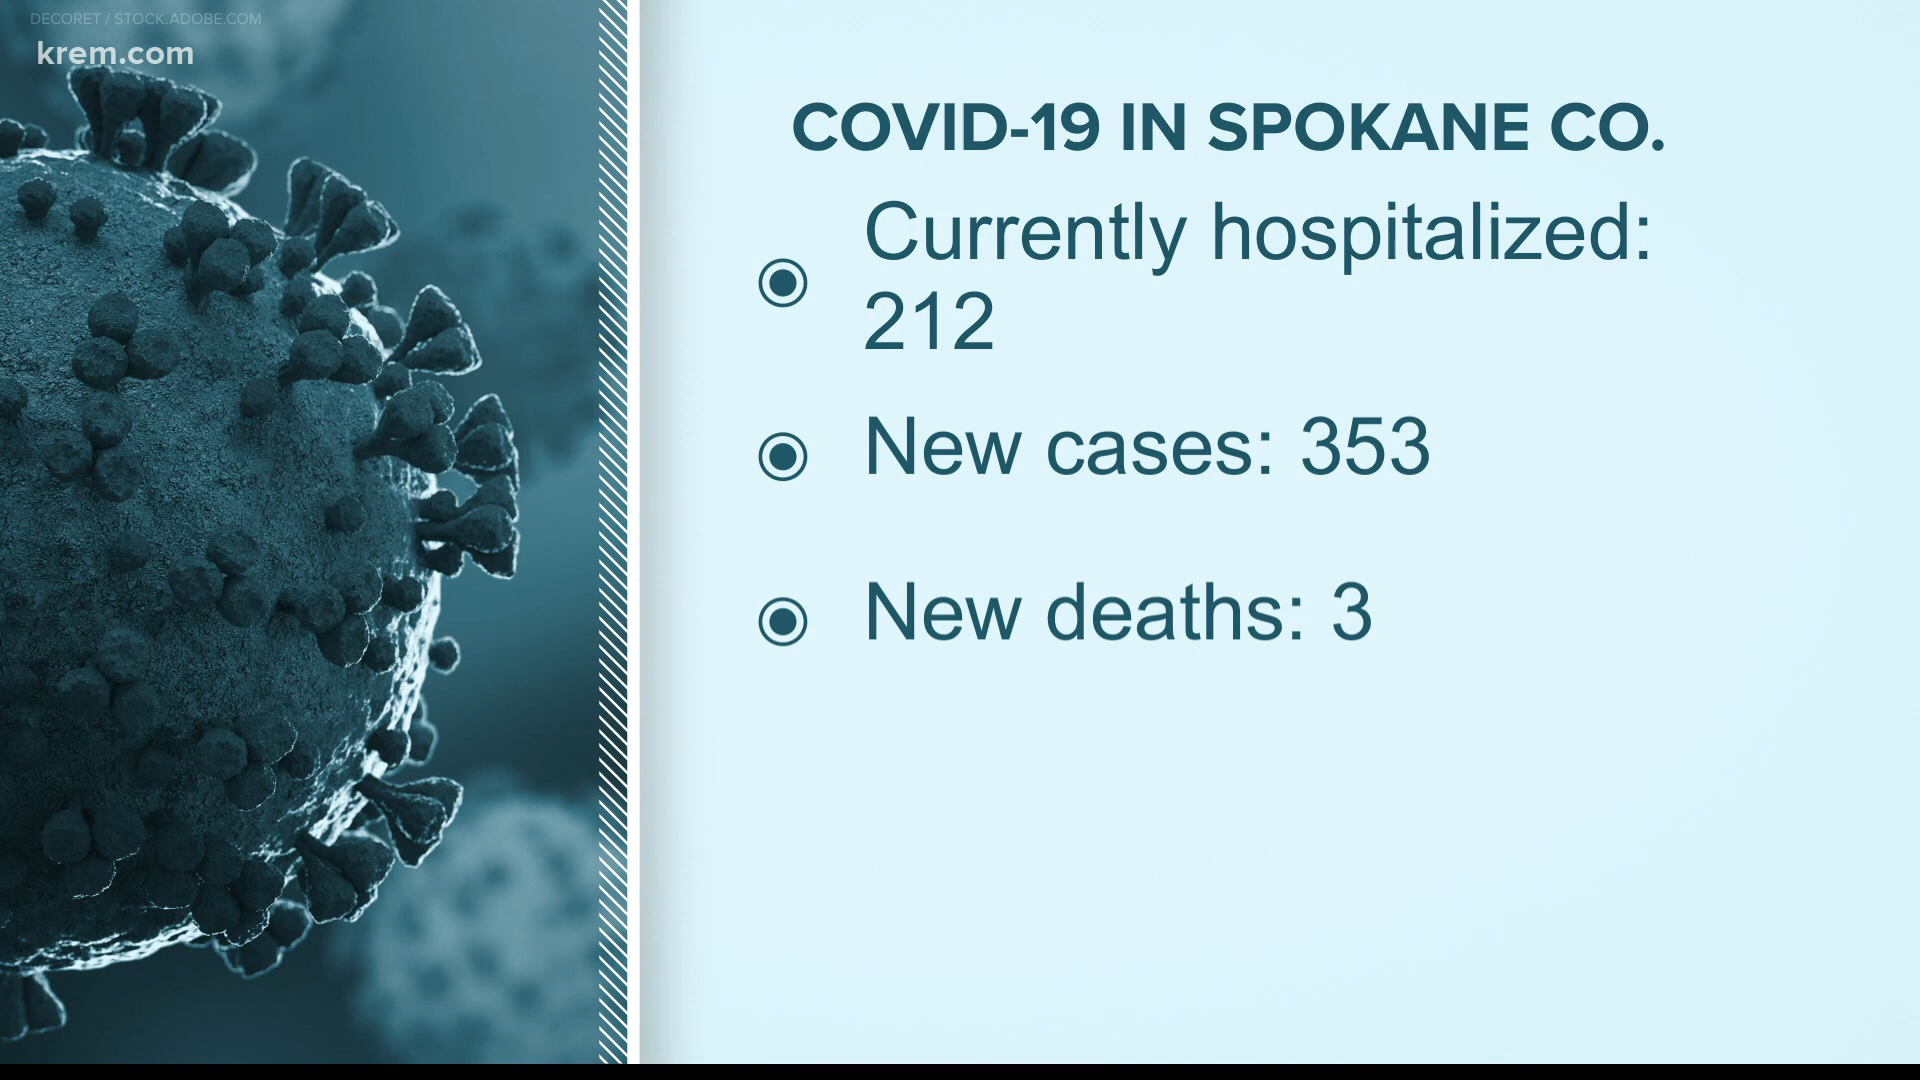 DECORET / STOCK.ADOBE.COM
krem.com
COVID-19 IN SPOKANE CO.
Currently hospitalized:
212
New cases: 353
New deaths: 3